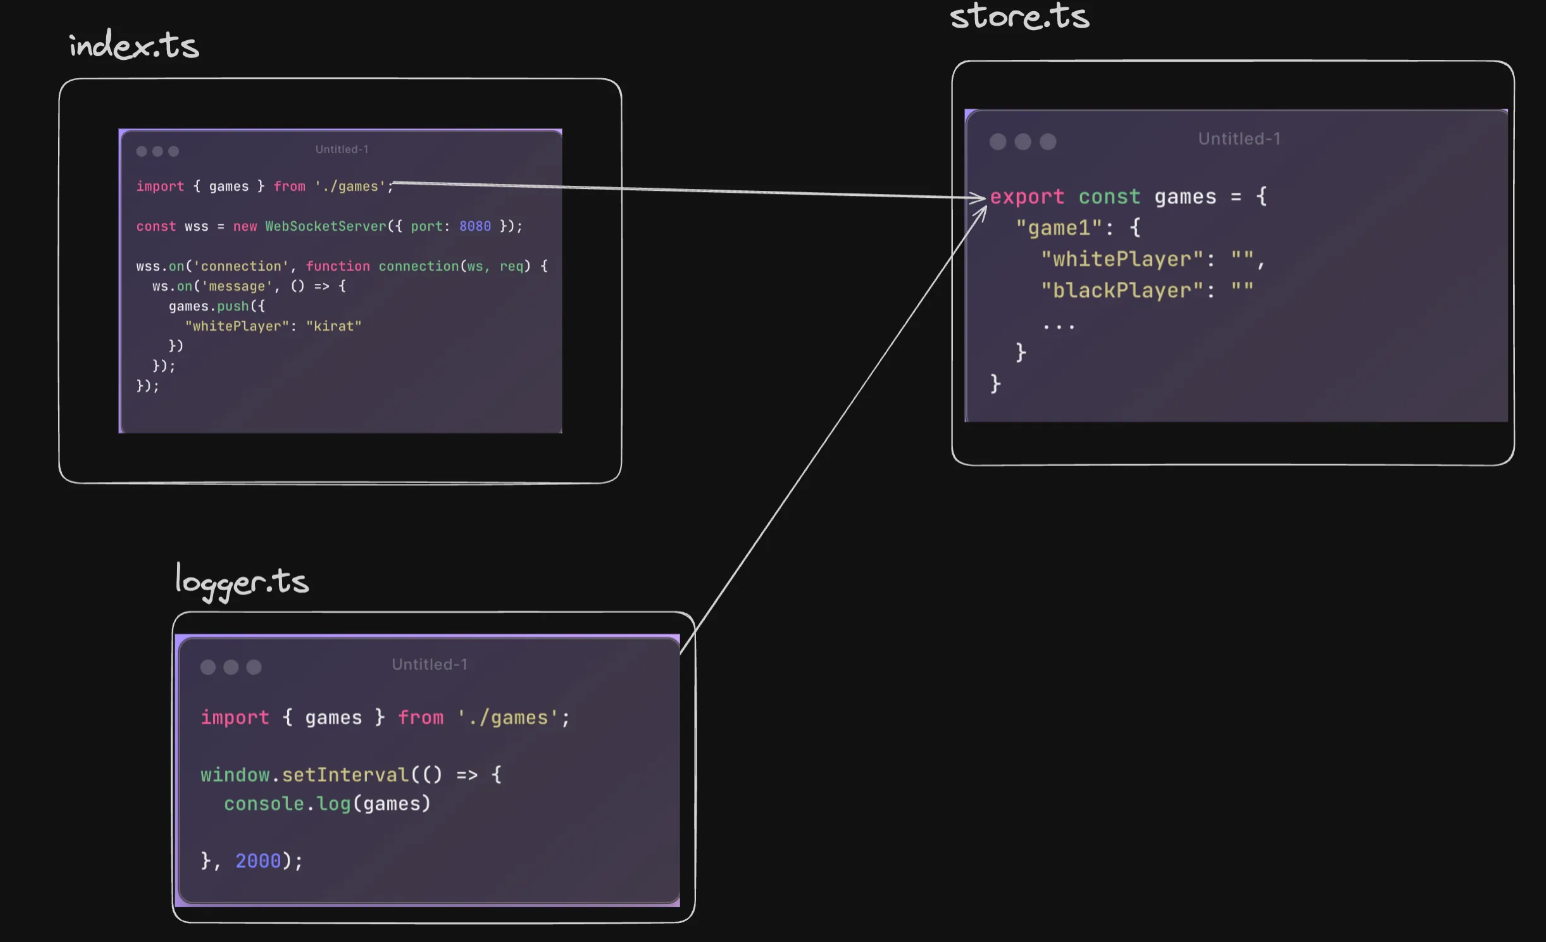 index.ts
Untitled-1
import { games } from './games';
const wss = new WebSocketServer({ port: 8080 });
wss.on('connection', function connection(ws, req) {
ws.on('message', () => {
games.push({
"whitePlayer": "kirat"
})
});
});
store.ts
Untitled-1
export const games = {
"game1": {
"whitePlayer": "",
"blackPlayer": ""
...
}
}
logger.ts
Untitled-1
import { games } from './games';
window.setInterval(() => {
console.log(games)
}, 2000);